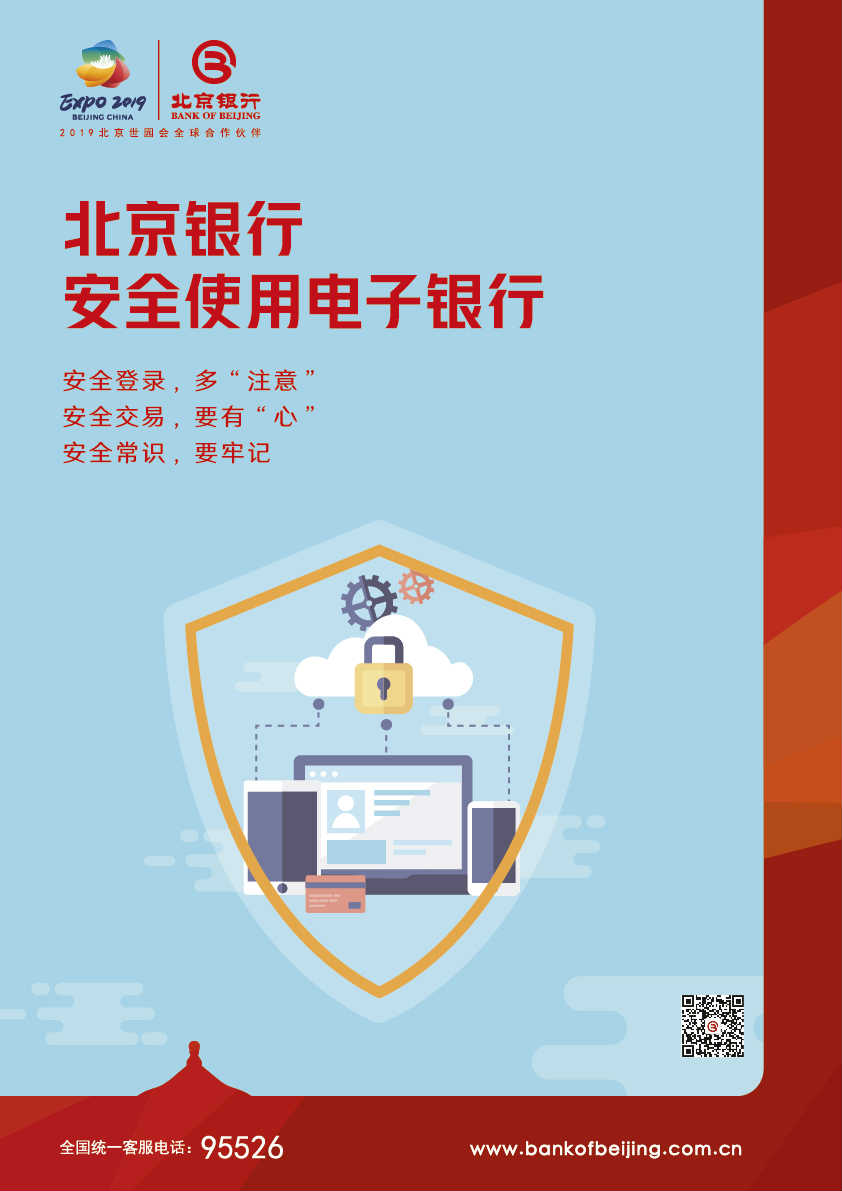 EXPO 2019
BEIJING CHINA
北京银行
BANK OF BEIJING
2019北京世园会全球合作伙伴
北京银行
安全使用电子银行
安全登录，多“注意”
安全交易，要有“心”
安全常识，要牢记
全国统一客服电话：95526
www.bankofbeijing.com.cn